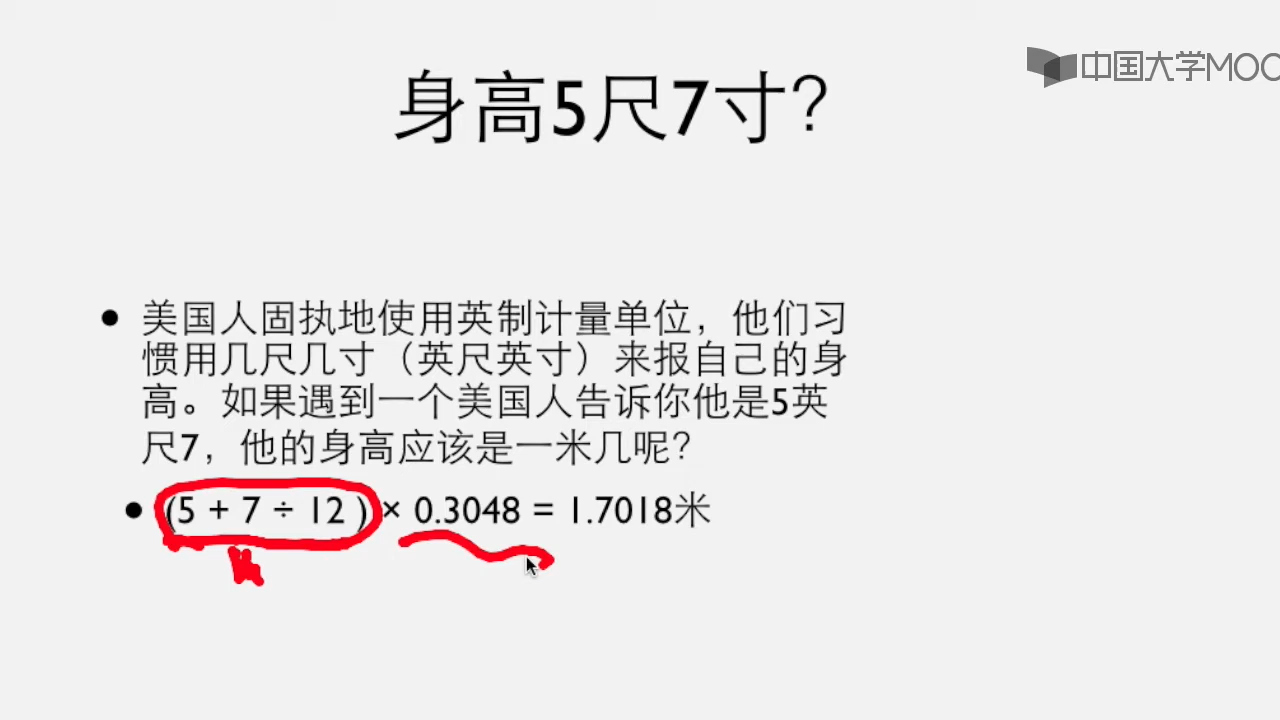 中国大学MOO
身高5尺7寸?
美国人固执地使用英制计量单位，他们习
惯用几尺几寸（英尺英寸）来报自己的身
高。如果遇到一个美国人告诉你他是5英
尺7，他的身高应该是一米几呢?
(5 + 7 ÷ 12 ) × 0.3048 = 1.7018米